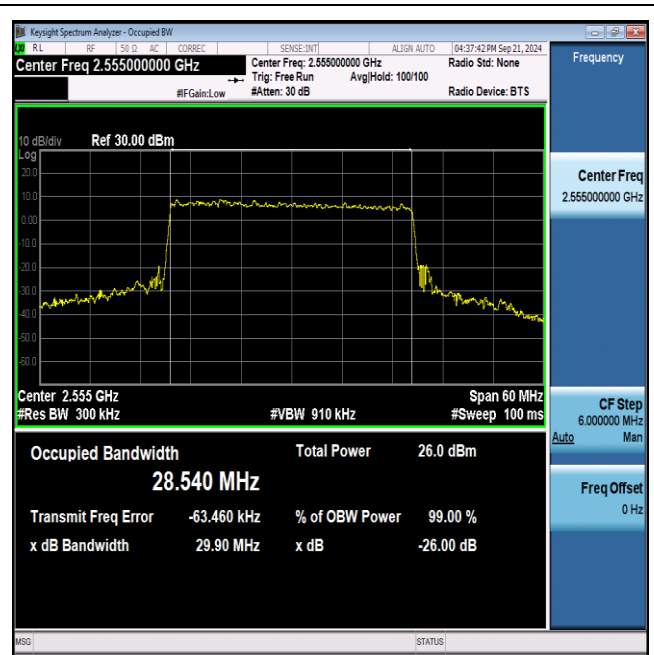 Keysight Spectrum Analyzer - Occupied BW
LXI RL RF 50 Ω AC CORREC SENSE:INT ALIGN AUTO 04:37:42 PM Sep 21, 2024
Center Freq 2.555000000 GHz Center Freq: 2.555000000 GHz Radio Std: None
Trig: Free Run Avg|Hold: 100/100
#IFGain:Low #Atten: 30 dB Radio Device: BTS
10 dB/div Ref 30.00 dBm
Log
20.0
10.0
0.00
-10.0
-20.0
-30.0
-40.0
-50.0
-60.0
Center 2.555 GHz Span 60 MHz
#Res BW 300 kHz #VBW 910 kHz #Sweep 100 ms
Occupied Bandwidth Total Power 26.0 dBm
28.540 MHz
Transmit Freq Error -63.460 kHz % of OBW Power 99.00 %
x dB Bandwidth 29.90 MHz x dB -26.00 dB
MSG STATUS
Frequency
Center Freq
2.555000000 GHz
CF Step
6.000000 MHz
Auto Man
Freq Offset
0 Hz